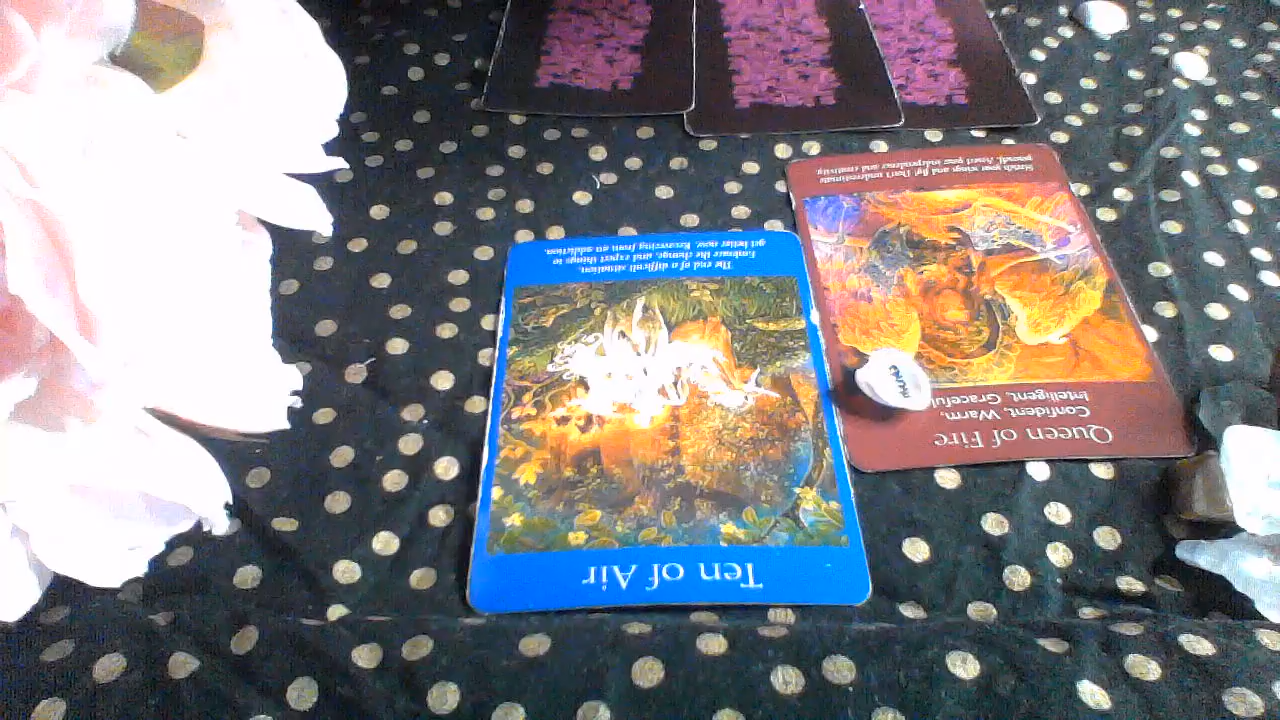 Ten of Air
The end of a difficult situation.
Embrace the change, and expect things to
get better now. Recovering from an addiction.
Queen of Fire
Confident, Warm,
Intelligent, Graceful
Stretch your wings and fly! Don't underestimate
yourself. Assert your independence and creativity.